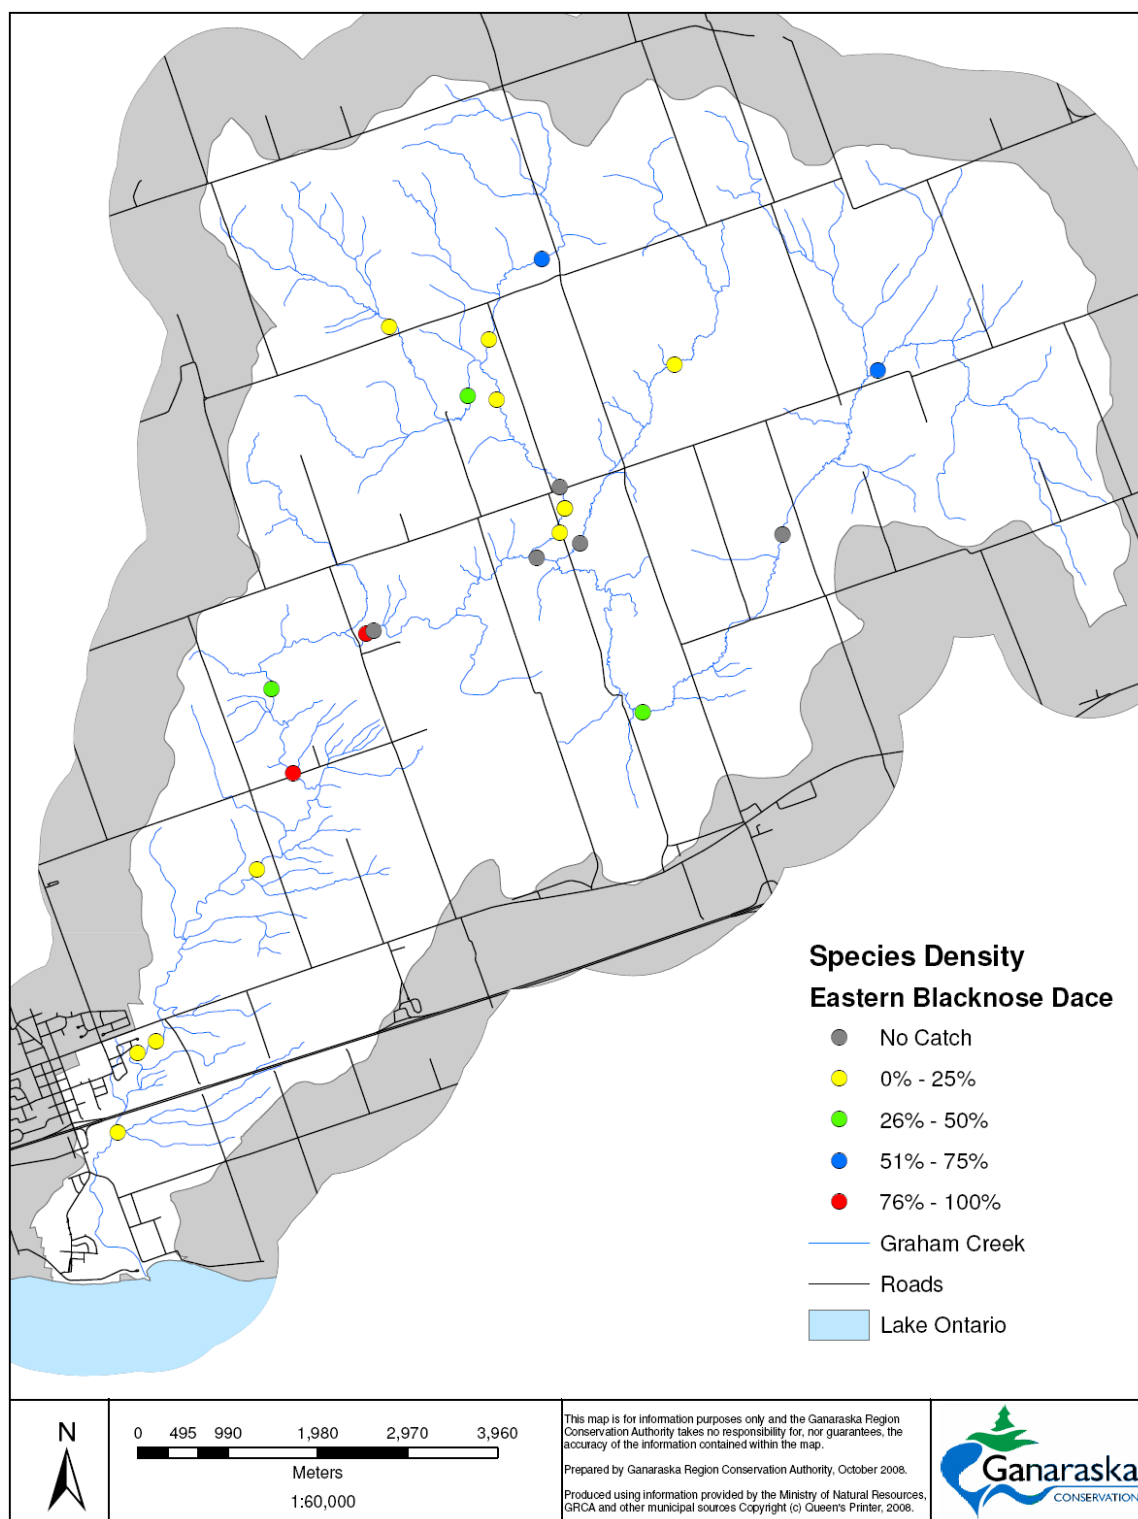 Species Density
Eastern Blacknose Dace
No Catch
0% - 25%
26% - 50%
51% - 75%
76% - 100%
Graham Creek
Roads
Lake Ontario
N
0 495 990 1,980 2,970 3,960
Meters
1:60,000
This map is for information purposes only and the Ganaraska Region
Conservation Authority takes no responsibility for, nor guarantees, the
accuracy of the information contained within the map.
Prepared by Ganaraska Region Conservation Authority, October 2008.
Produced using information provided by the Ministry of Natural Resources,
GRCA and other municipal sources Copyright (c) Queen's Printer, 2008.
Ganaraska
CONSERVATION